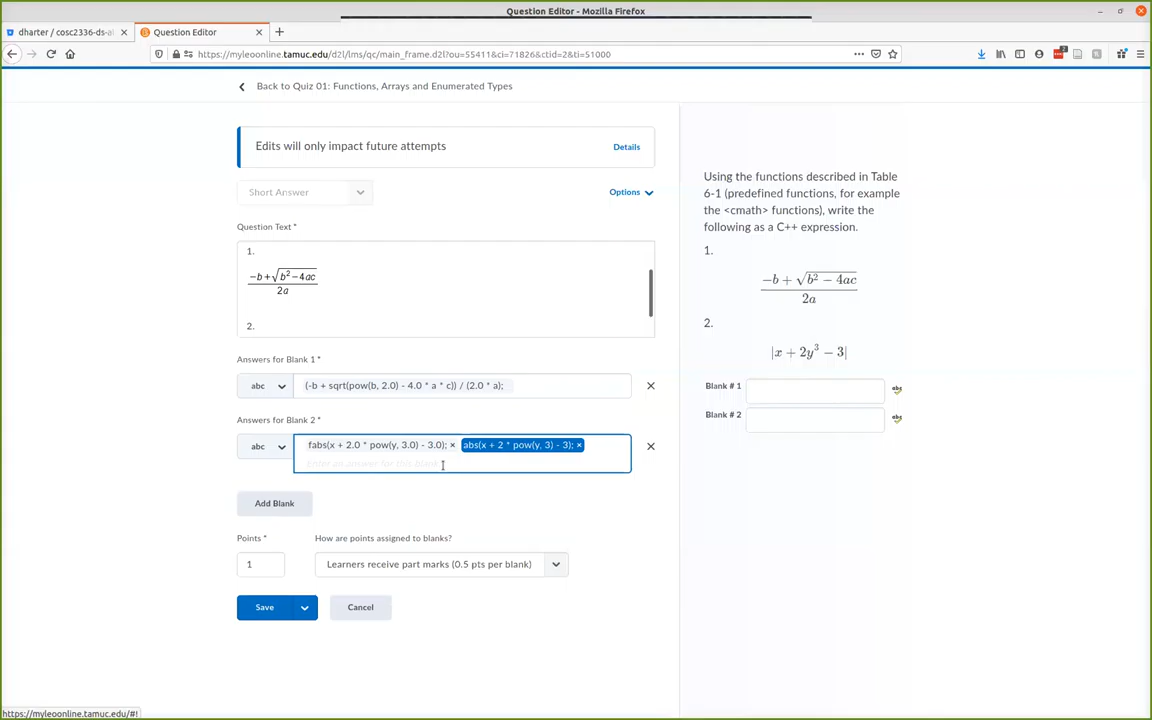 Question Editor - Mozilla Firefox
dharter / cosc2336-ds-a
Question Editor
https://myleoonline.tamuc.edu/d2l/lms/qc/main_frame.d2l?ou=55411&ci=71826&ctid=2&ti=51000
Back to Quiz 01: Functions, Arrays and Enumerated Types
Edits will only impact future attempts
Details
Short Answer
Options
Question Text *
1.
−b+√b²−4ac
2a
2.
Answers for Blank 1 *
abc
(-b + sqrt(pow(b, 2.0) - 4.0 * a * c)) / (2.0 * a);
Answers for Blank 2 *
abc
fabs(x + 2.0 * pow(y, 3.0) - 3.0); × abs(x + 2 * pow(y, 3) - 3); ×
Enter an answer for this blank
Add Blank
Points *
How are points assigned to blanks?
1
Learners receive part marks (0.5 pts per blank)
Save
Cancel
Using the functions described in Table
6-1 (predefined functions, for example
the <cmath> functions), write the
following as a C++ expression.
1.
−b + √b² − 4ac
2a
2.
|x + 2y³ − 3|
Blank # 1
Blank # 2
https://myleoonline.tamuc.edu/#!